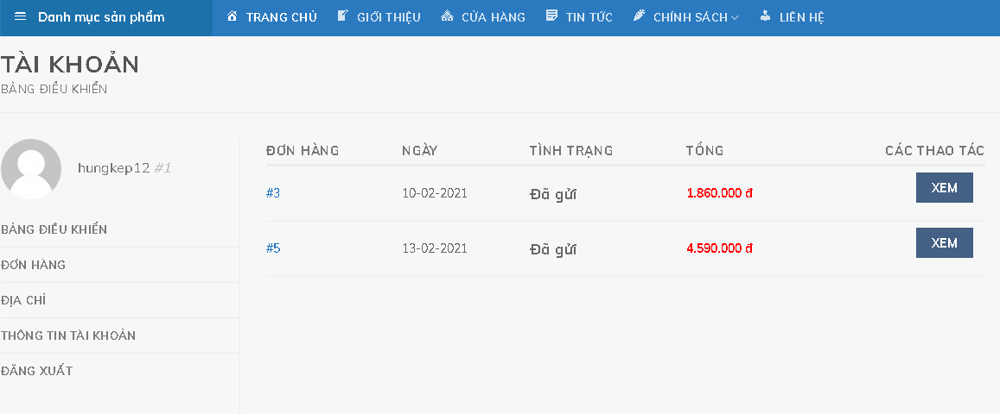 Danh mục sản phẩm TRANG CHỦ GIỚI THIỆU CỬA HÀNG TIN TỨC CHÍNH SÁCH LIÊN HỆ
TÀI KHOẢN
BẢNG ĐIỀU KHIỂN
hungkep12 #1
BẢNG ĐIỀU KHIỂN
ĐƠN HÀNG
ĐỊA CHỈ
THÔNG TIN TÀI KHOẢN
ĐĂNG XUẤT
ĐƠN HÀNG NGÀY TÌNH TRẠNG TỔNG CÁC THAO TÁC
#3 10-02-2021 Đã gửi 1.860.000 đ XEM
#5 13-02-2021 Đã gửi 4.590.000 đ XEM